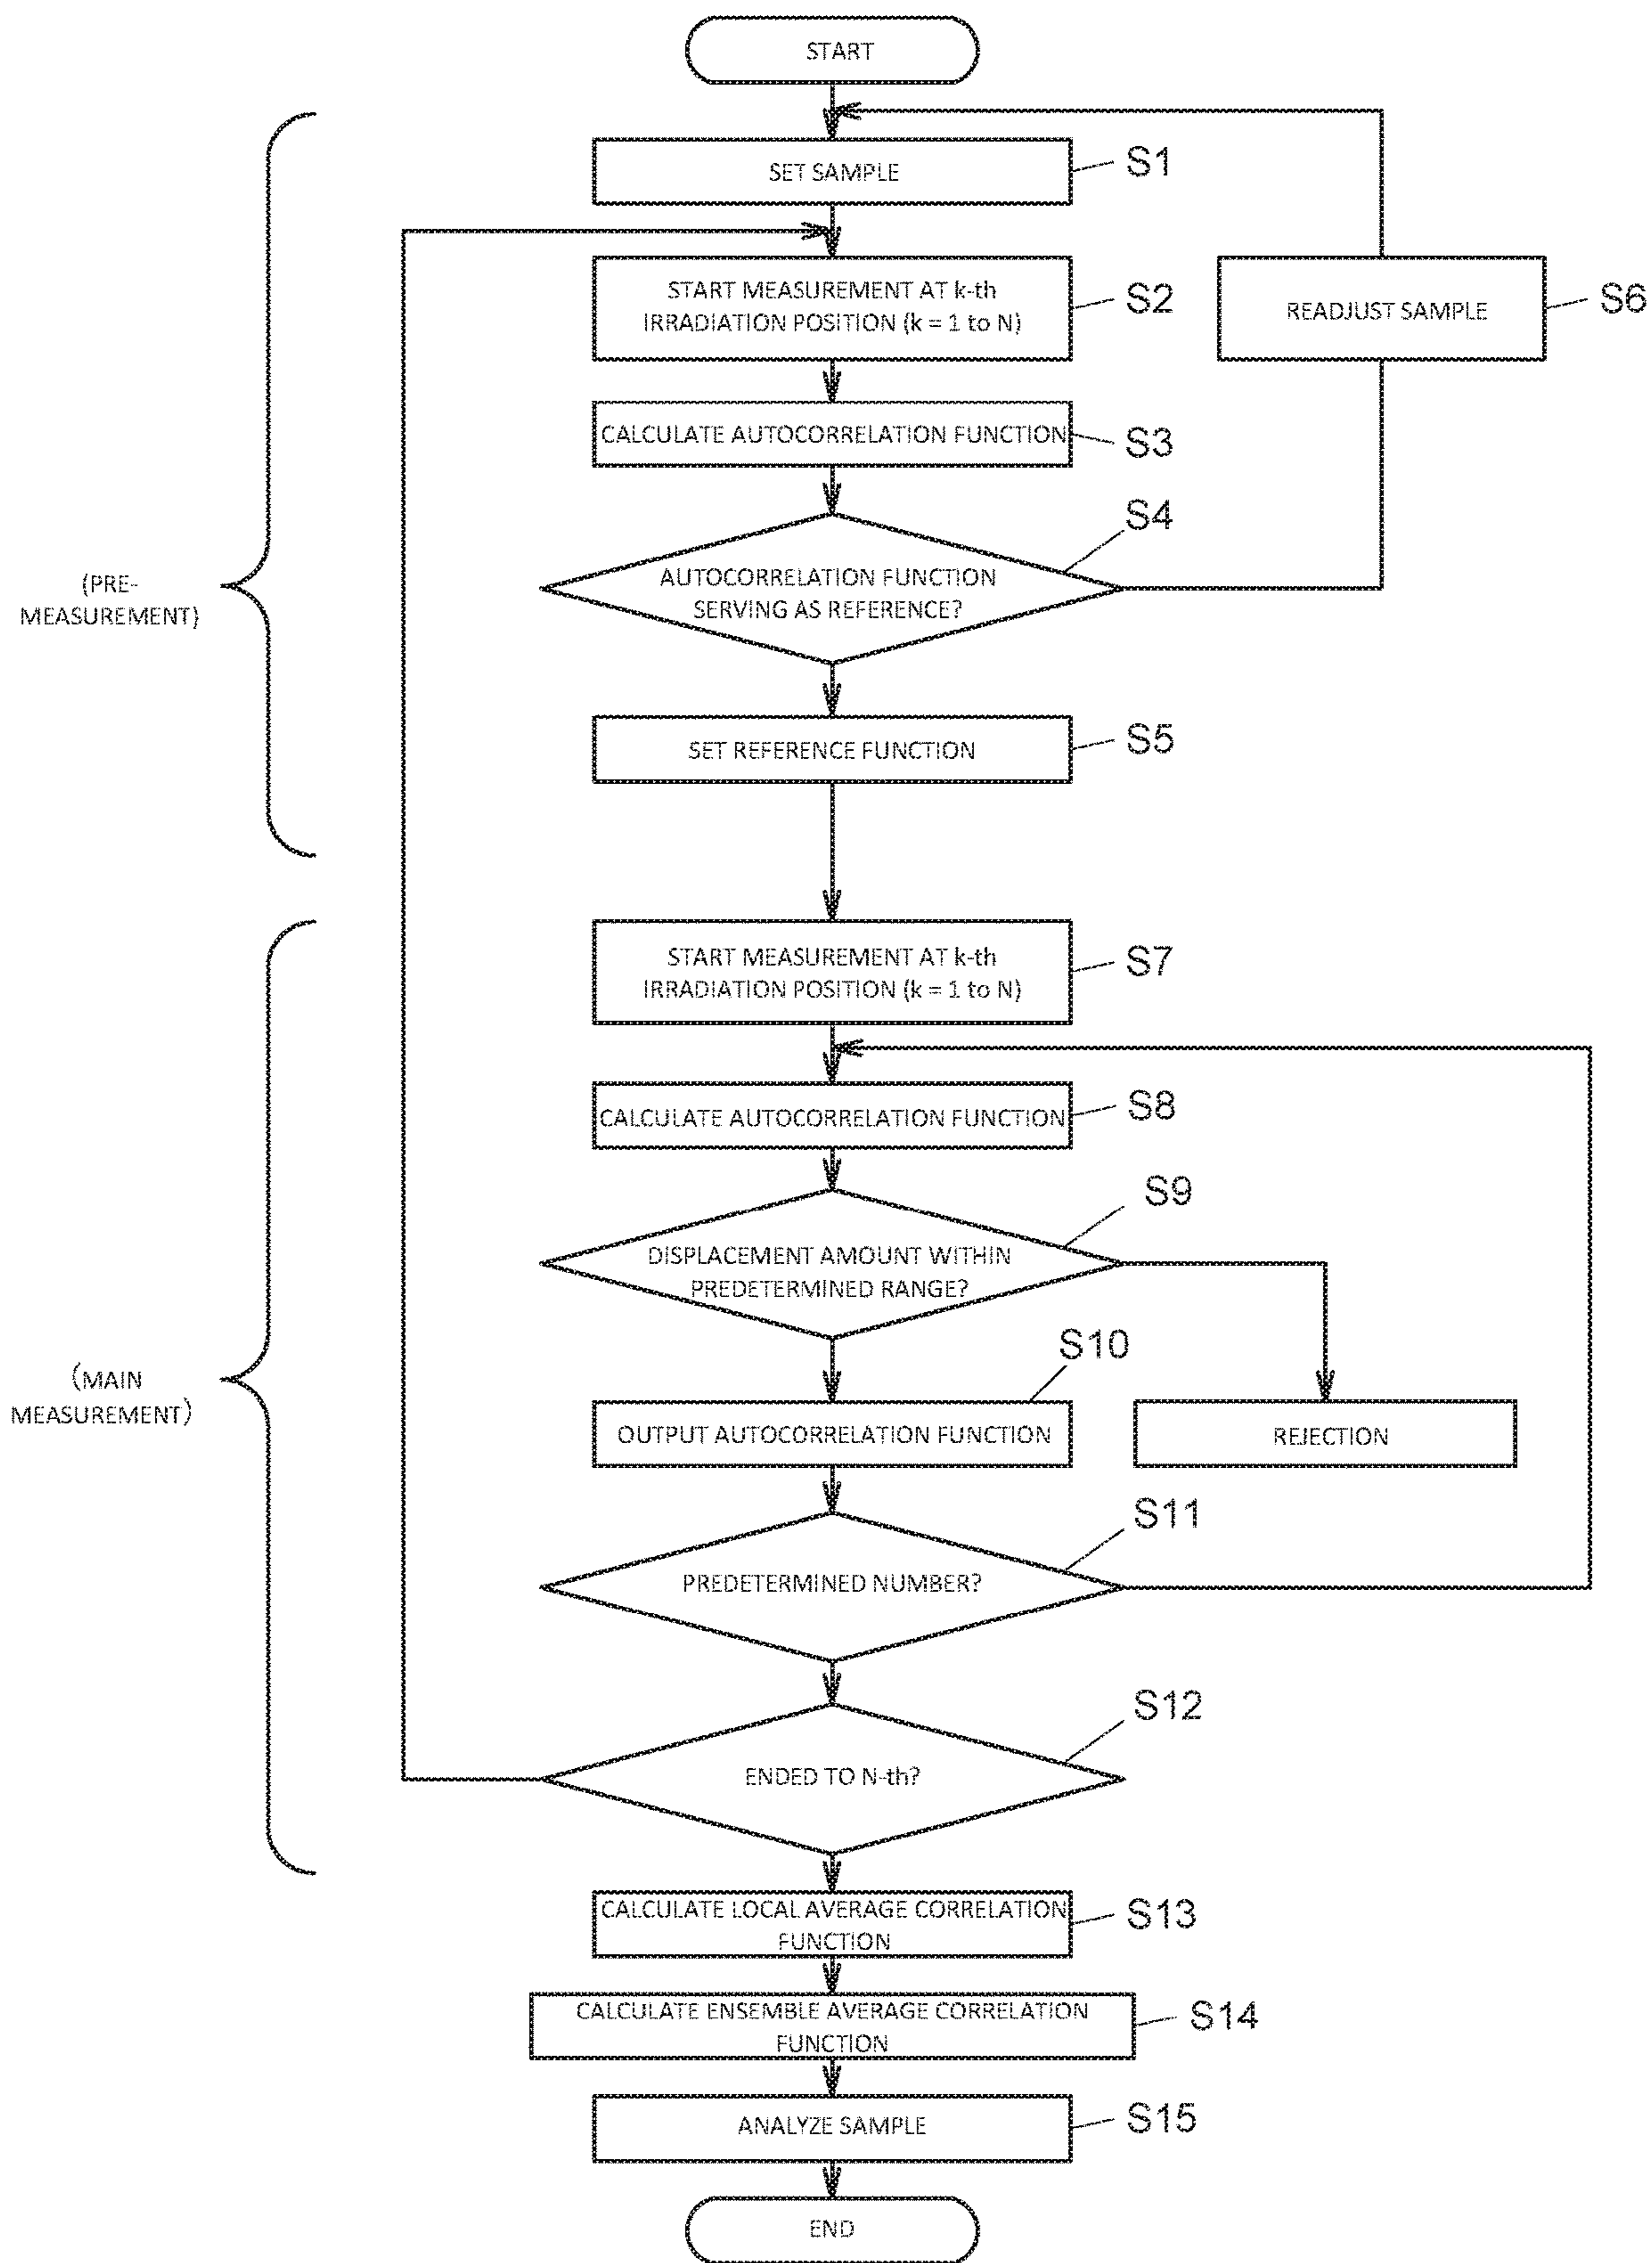 START
SET SAMPLE
S1
START MEASUREMENT AT k-th
IRRADIATION POSITION (k = 1 to N)
S2
READJUST SAMPLE
S6
CALCULATE AUTOCORRELATION FUNCTION
S3
S4
AUTOCORRELATION FUNCTION
SERVING AS REFERENCE?
(PRE-
MEASUREMENT)
SET REFERENCE FUNCTION
S5
START MEASUREMENT AT k-th
IRRADIATION POSITION (k = 1 to N)
S7
CALCULATE AUTOCORRELATION FUNCTION
S8
S9
DISPLACEMENT AMOUNT WITHIN
PREDETERMINED RANGE?
(MAIN
MEASUREMENT)
S10
OUTPUT AUTOCORRELATION FUNCTION
REJECTION
S11
PREDETERMINED NUMBER?
S12
ENDED TO N-th?
CALCULATE LOCAL AVERAGE CORRELATION
FUNCTION
S13
CALCULATE ENSEMBLE AVERAGE CORRELATION
FUNCTION
S14
ANALYZE SAMPLE
S15
END